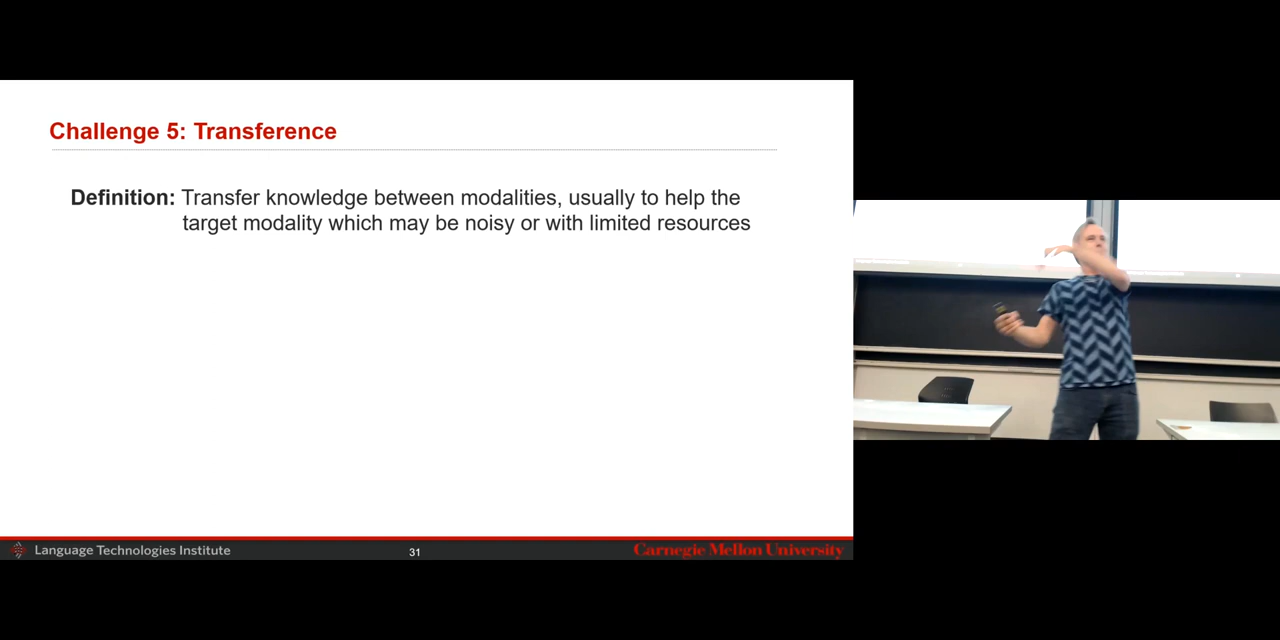 Challenge 5: Transference
Definition: Transfer knowledge between modalities, usually to help the
target modality which may be noisy or with limited resources
Language Technologies Institute
31
Carnegie Mellon University